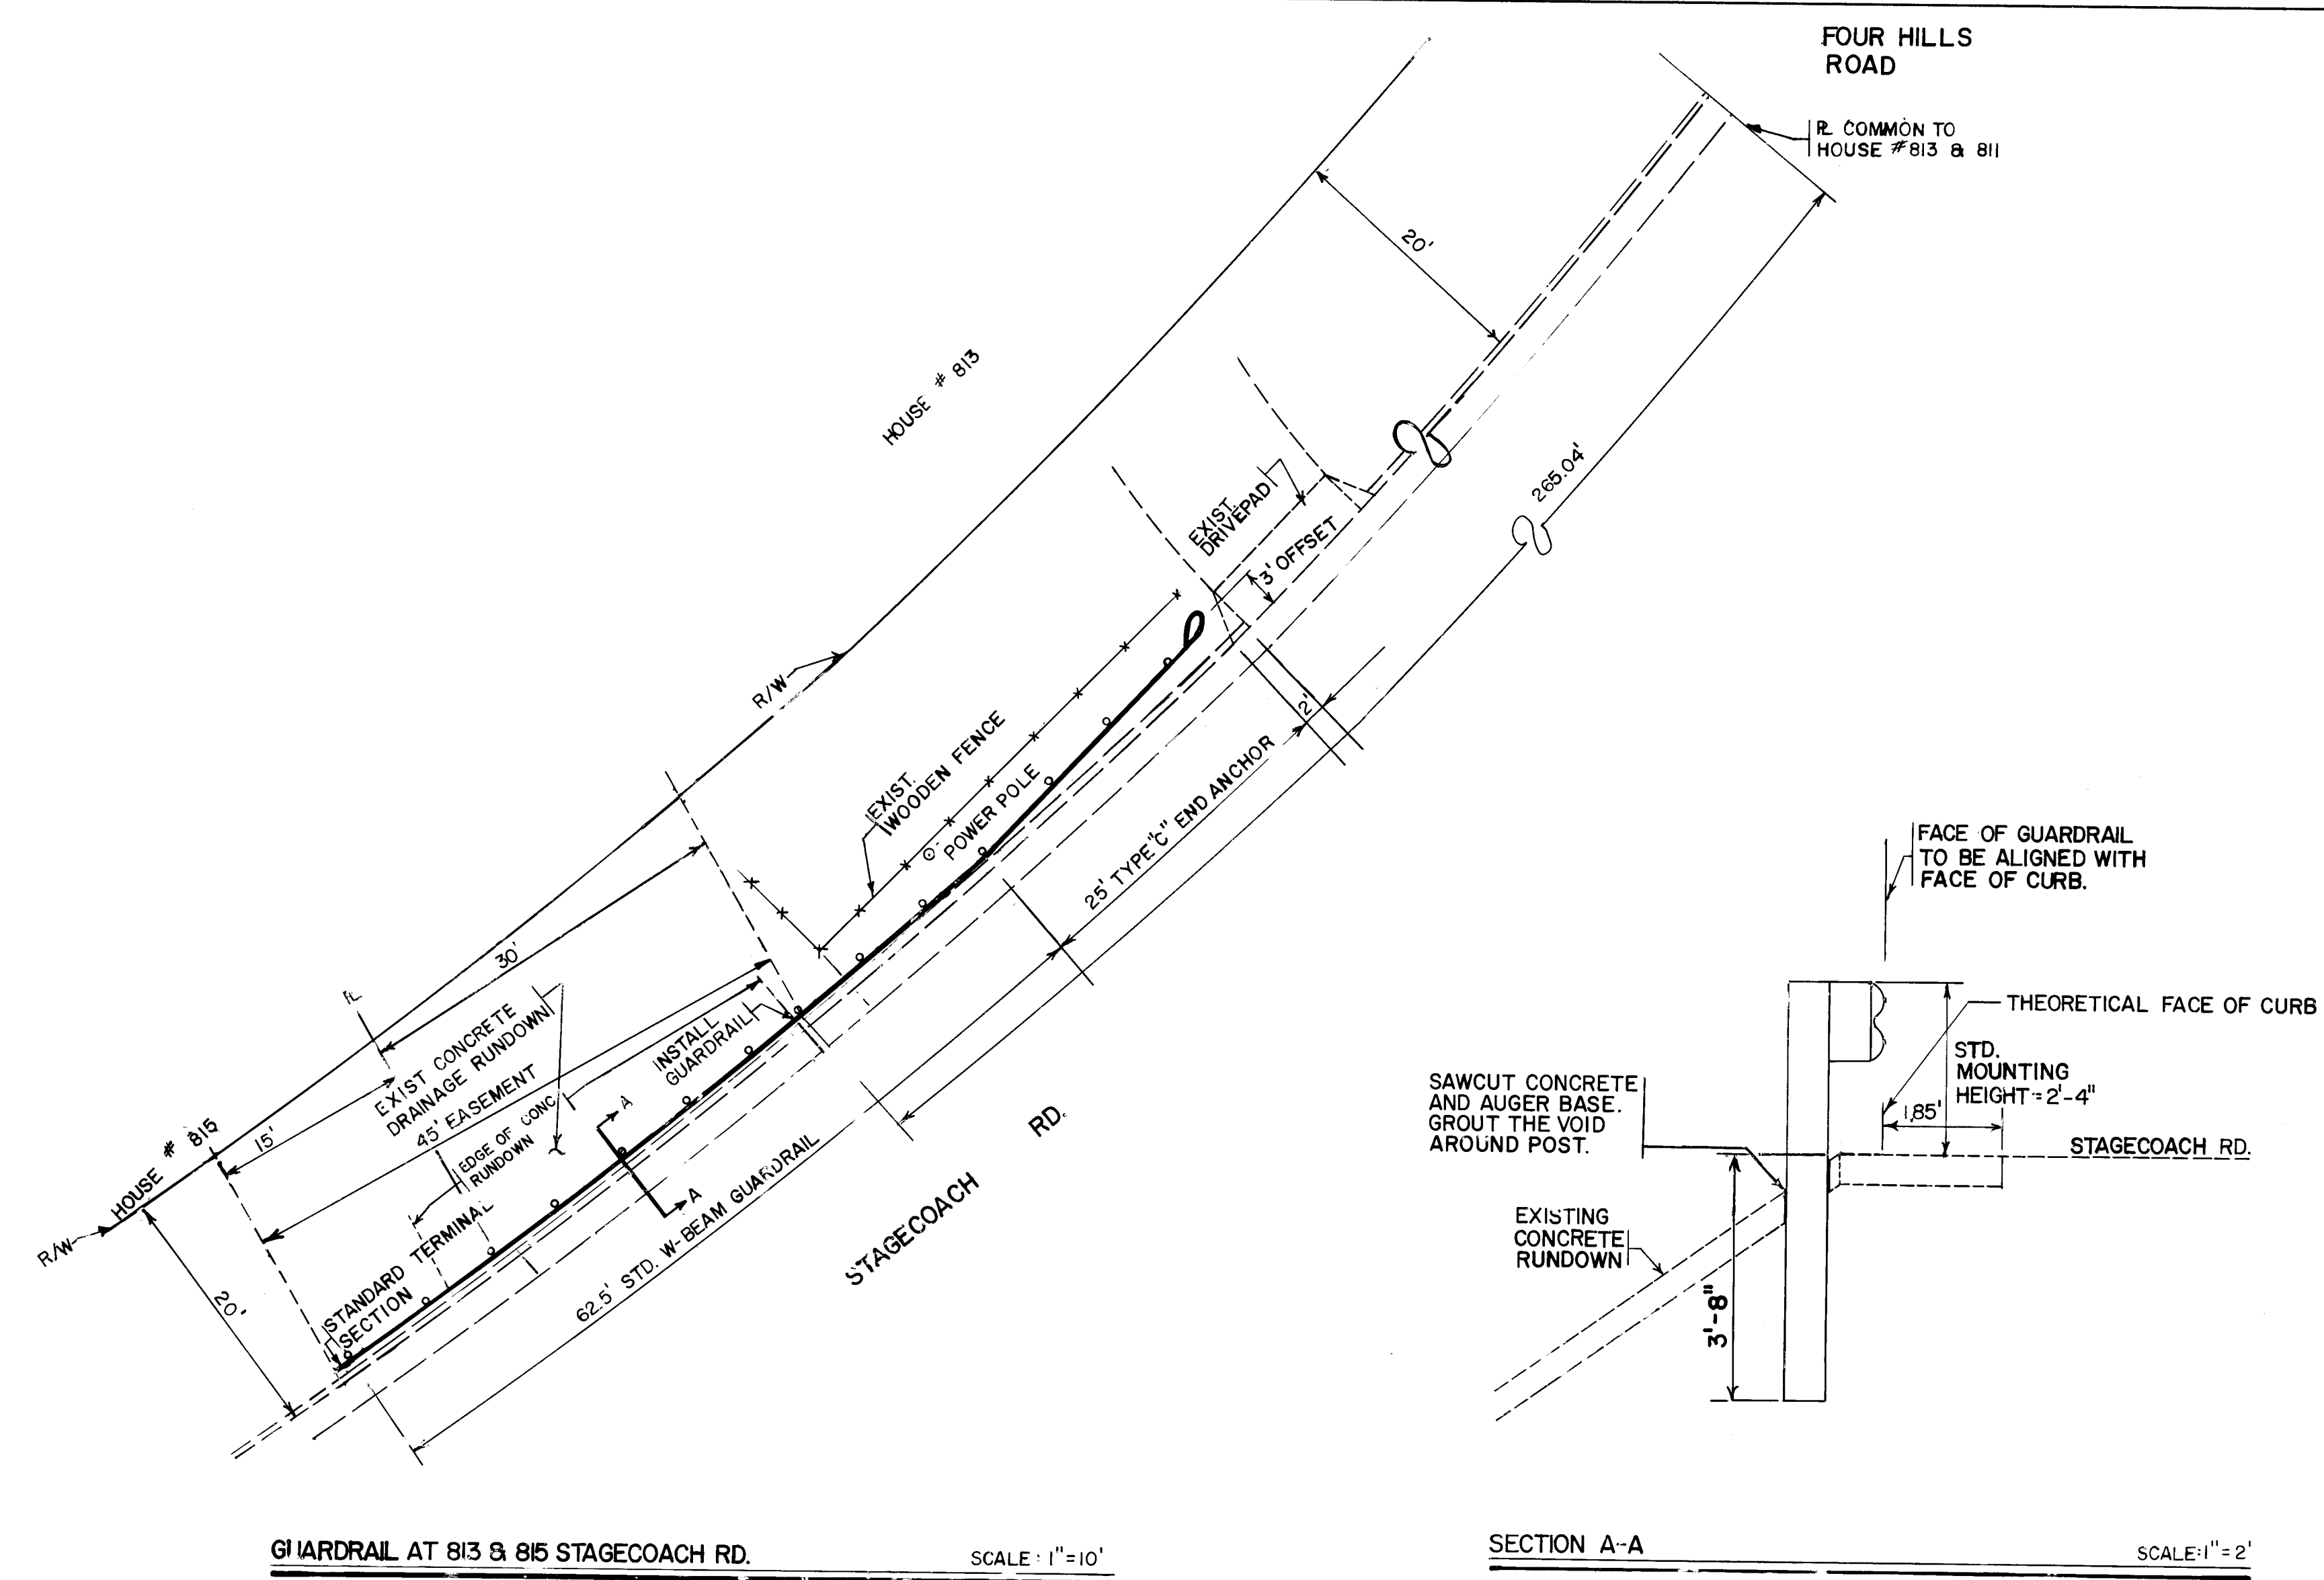 FOUR HILLS
ROAD
PL COMMON TO
HOUSE #813 & 811
20'
HOUSE # 813
265.04'
EXIST.
DRIVEPAD
3' OFFSET
R/W
2'
EXIST.
WOODEN FENCE
POWER POLE
25' TYPE "C" END ANCHOR
30'
PL
EXIST CONCRETE
DRAINAGE RUNDOWN
INSTALL
GUARDRAIL
45' EASEMENT
15'
EDGE OF CONC
RUNDOWN
A
A
HOUSE # 815
R/W
20'
STANDARD TERMINAL
SECTION
62.5' STD. W-BEAM GUARDRAIL
STAGECOACH RD.
FACE OF GUARDRAIL
TO BE ALIGNED WITH
FACE OF CURB.
THEORETICAL FACE OF CURB
STD.
MOUNTING
HEIGHT=2'-4"
1.85'
SAWCUT CONCRETE
AND AUGER BASE.
GROUT THE VOID
AROUND POST.
STAGECOACH RD.
EXISTING
CONCRETE
RUNDOWN
3'-8"
GUARDRAIL AT 813 & 815 STAGECOACH RD. SCALE: 1"=10'
SECTION A-A SCALE:1"=2'